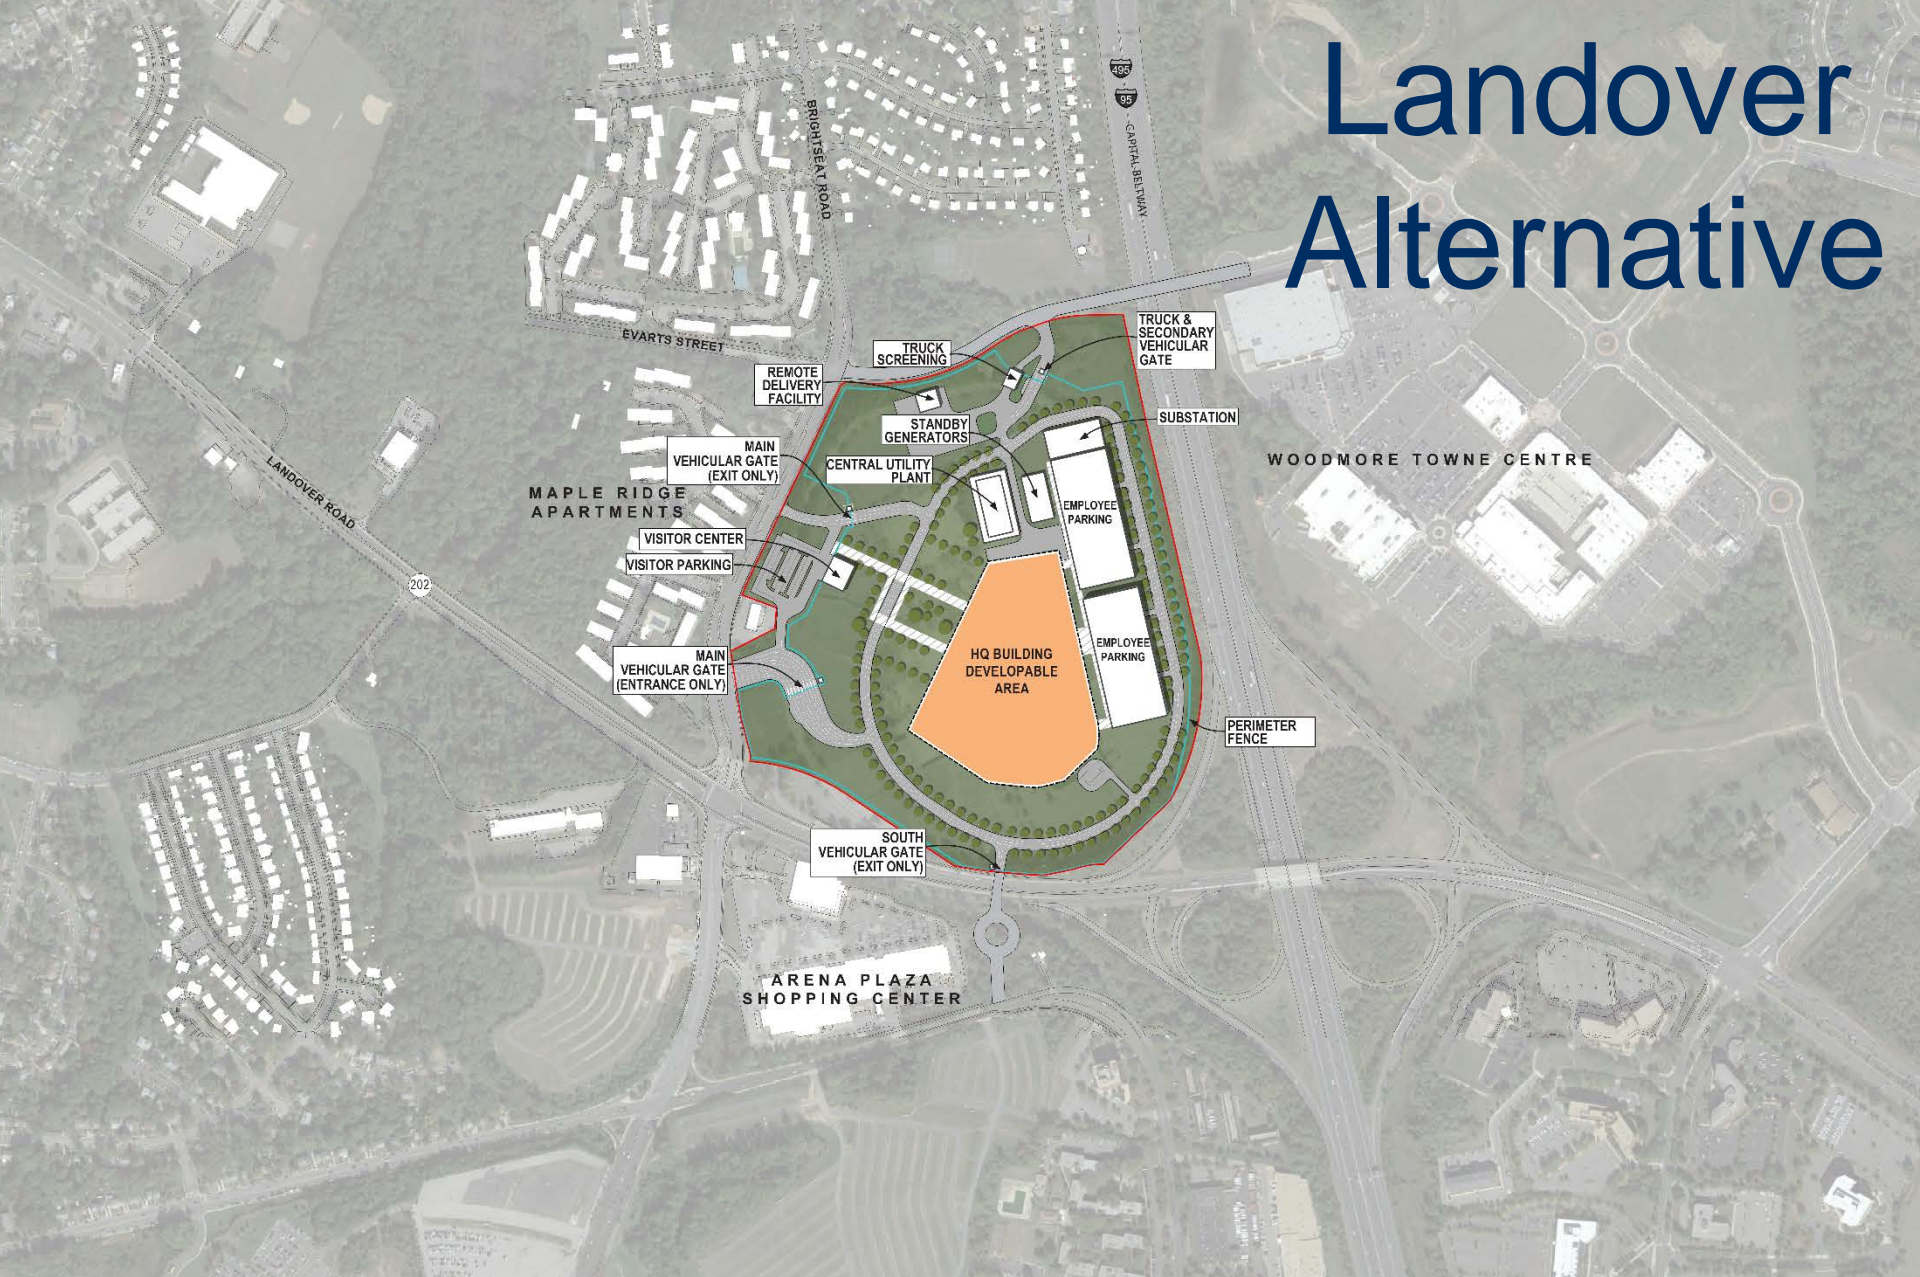 Landover
Alternative
495
95
CAPITAL BELTWAY
BRIGHTSEAT ROAD
EVARTS STREET
TRUCK &
SECONDARY
VEHICULAR
GATE
TRUCK
SCREENING
REMOTE
DELIVERY
FACILITY
SUBSTATION
STANDBY
GENERATORS
MAIN
VEHICULAR GATE
(EXIT ONLY)
CENTRAL UTILITY
PLANT
WOODMORE TOWNE CENTRE
LANDOVER ROAD
MAPLE RIDGE
APARTMENTS
EMPLOYEE
PARKING
VISITOR CENTER
VISITOR PARKING
202
HQ BUILDING
DEVELOPABLE
AREA
EMPLOYEE
PARKING
MAIN
VEHICULAR GATE
(ENTRANCE ONLY)
PERIMETER
FENCE
SOUTH
VEHICULAR GATE
(EXIT ONLY)
ARENA PLAZA
SHOPPING CENTER